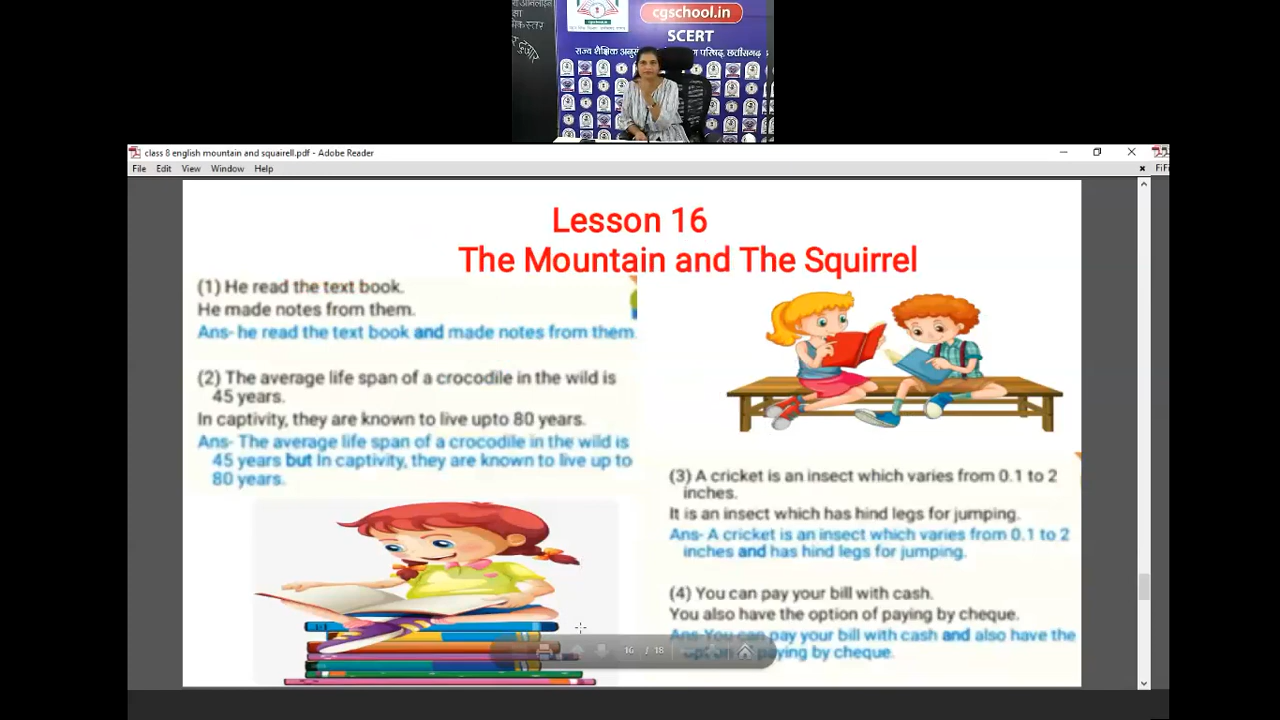 cgschool.in
SCERT
राज्य शैक्षिक अनुसं परिषद्, छत्तीसगढ़
class 8 english mountain and squairell.pdf - Adobe Reader
File Edit View Window Help
Lesson 16
The Mountain and The Squirrel
(1) He read the text book.
He made notes from them.
Ans- he read the text book and made notes from them
(2) The average life span of a crocodile in the wild is
45 years.
In captivity, they are known to live upto 80 years.
Ans- The average life span of a crocodile in the wild is
45 years but In captivity, they are known to live up to
80 years.
(3) A cricket is an insect which varies from 0.1 to 2
inches.
It is an insect which has hind legs for jumping.
Ans- A cricket is an insect which varies from 0.1 to 2
inches and has hind legs for jumping.
(4) You can pay your bill with cash.
You also have the option of paying by cheque.
Ans-You can pay your bill with cash and also have the
option of paying by cheque.
16 / 18